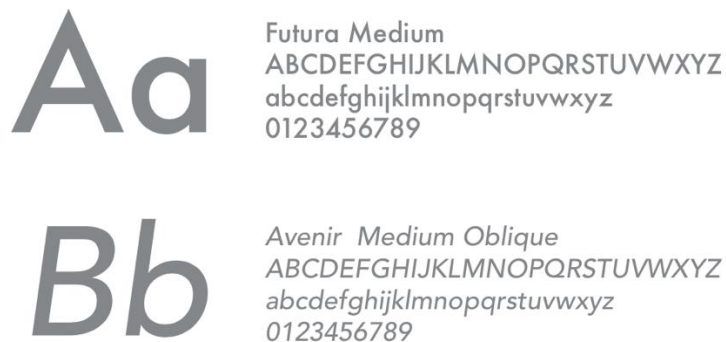 Aa
Futura Medium
ABCDEFGHIJKLMNOPQRSTUVWXYZ
abcdefghijklmnopqrstuvwxyz
0123456789
Bb
Avenir Medium Oblique
ABCDEFGHIJKLMNOPQRSTUVWXYZ
abcdefghijklmnopqrstuvwxyz
0123456789